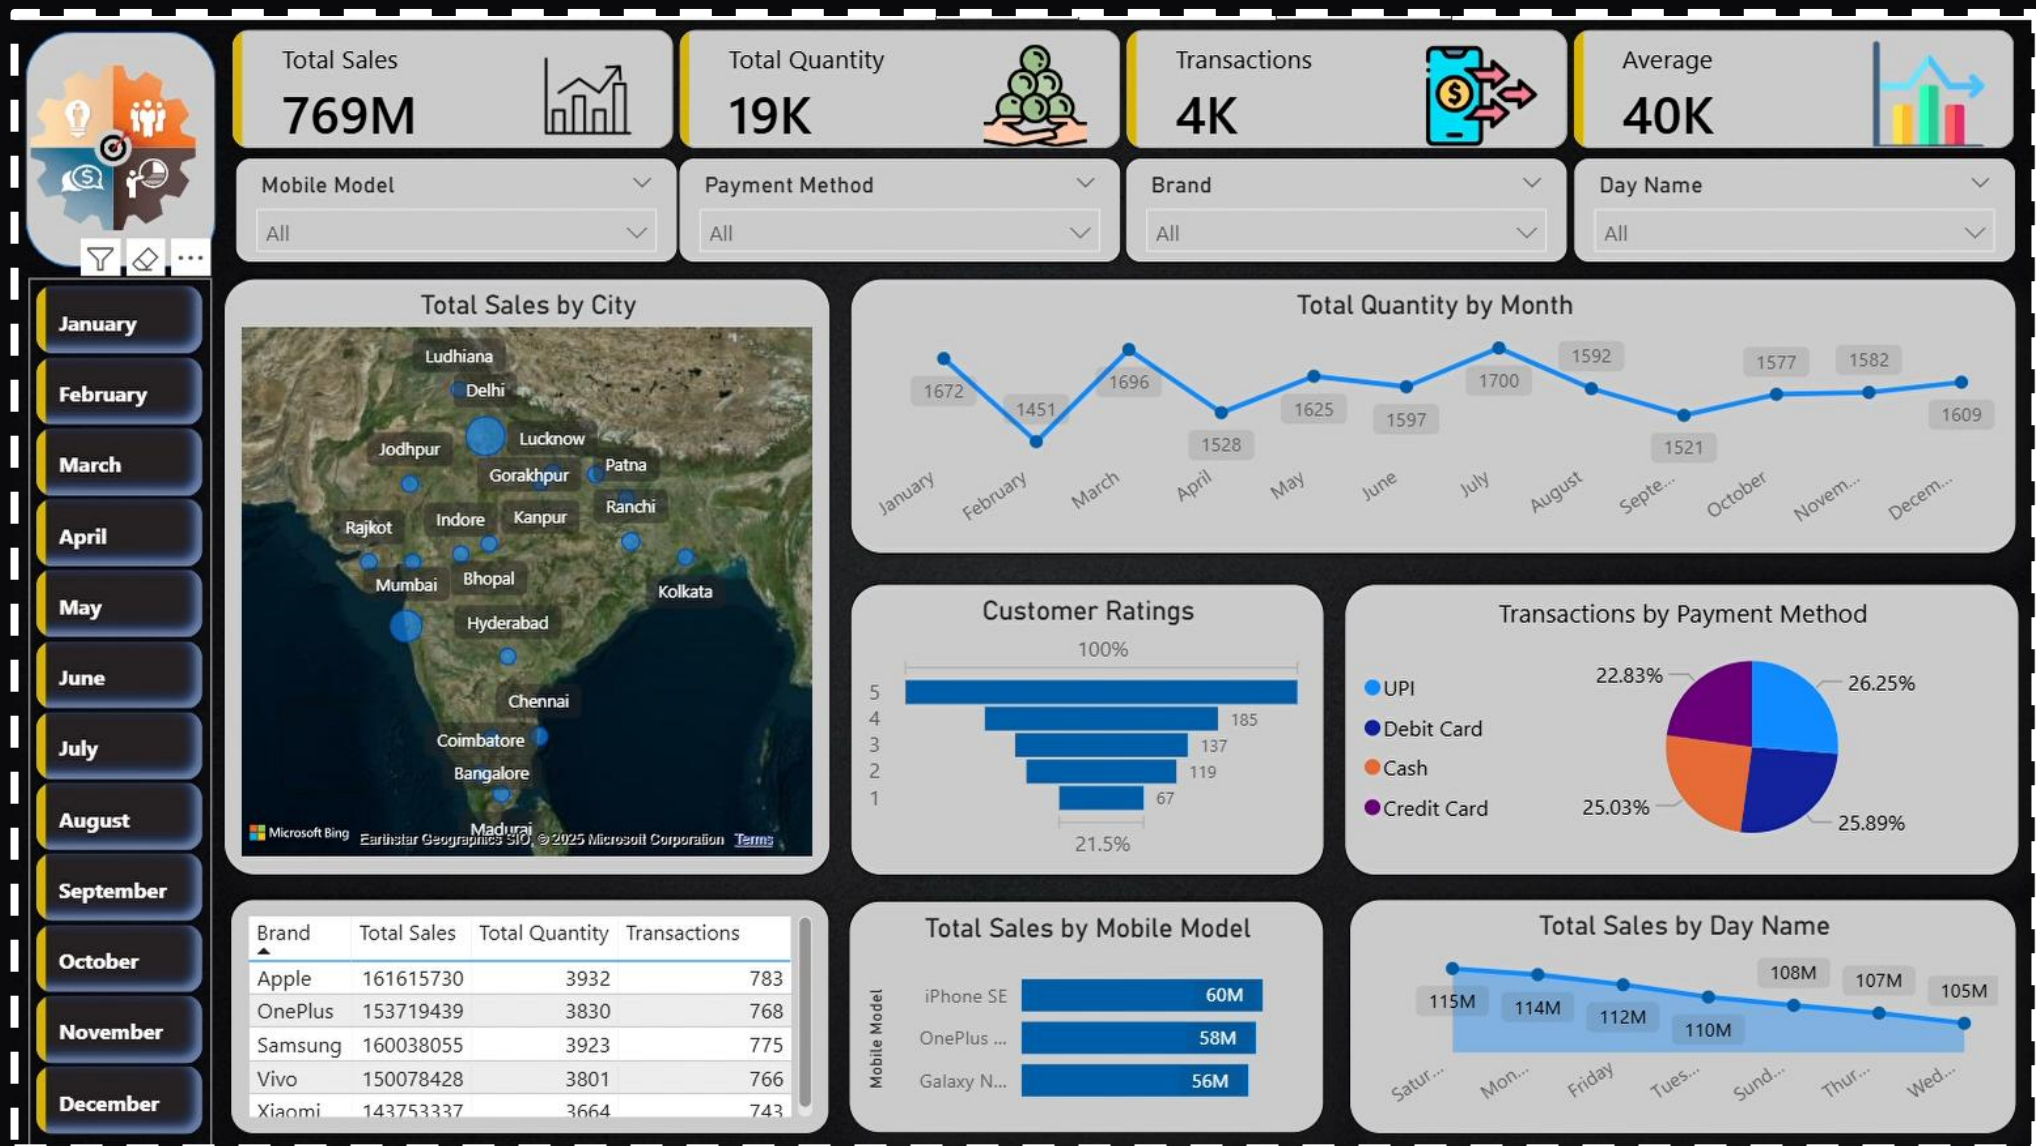 Total Sales
769M
Total Quantity
19K
Transactions
4K
Average
40K
Mobile Model
All
Payment Method
All
Brand
All
Day Name
All
January
February
March
April
May
June
July
August
September
October
November
December
Total Sales by City
Ludhiana
Delhi
Lucknow
Jodhpur
Patna
Gorakhpur
Ranchi
Indore
Kanpur
Rajkot
Bhopal
Mumbai
Kolkata
Hyderabad
Chennai
Coimbatore
Bangalore
Madurai
Microsoft Bing
Earthstar Geographics SIO, © 2025 Microsoft Corporation Terms
Total Quantity by Month
1672
1451
1696
1528
1625
1597
1700
1592
1521
1577
1582
1609
January
February
March
April
May
June
July
August
Septe...
October
Novem...
Decem...
Customer Ratings
100%
5
4 185
3 137
2 119
1 67
21.5%
Transactions by Payment Method
UPI
Debit Card
Cash
Credit Card
22.83%
26.25%
25.03%
25.89%
Brand Total Sales Total Quantity Transactions
Apple 161615730 3932 783
OnePlus 153719439 3830 768
Samsung 160038055 3923 775
Vivo 150078428 3801 766
Xiaomi 143753337 3664 743
Total Sales by Mobile Model
Mobile Model
iPhone SE 60M
OnePlus ... 58M
Galaxy N... 56M
Total Sales by Day Name
115M
114M
112M
110M
108M
107M
105M
Satur...
Mon...
Friday
Tues...
Sund...
Thur...
Wed...